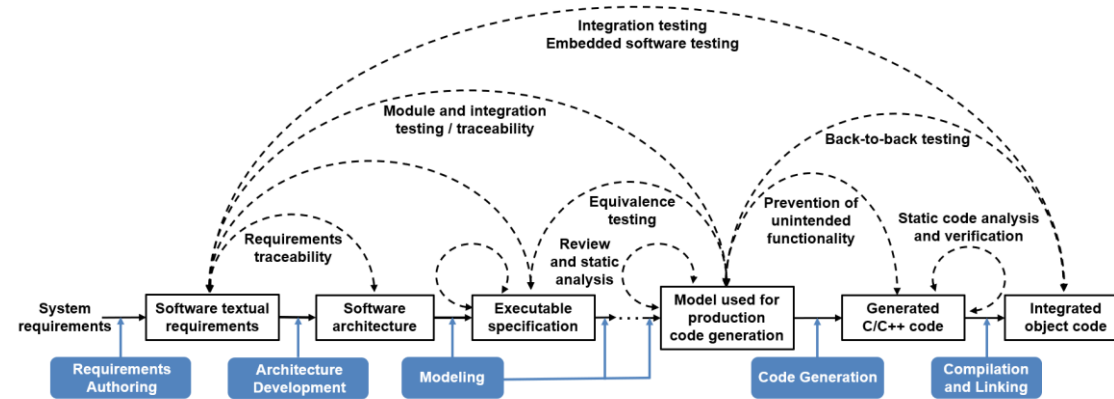 Integration testing
Embedded software testing
Module and integration
testing / traceability
Back-to-back testing
Equivalence
testing
Prevention of
unintended
functionality
Static code analysis
and verification
Requirements
traceability
Review
and static
analysis
System
requirements
Software textual
requirements
Software
architecture
Executable
specification
Model used for
production
code generation
Generated
C/C++ code
Integrated
object code
Requirements
Authoring
Architecture
Development
Modeling
Code Generation
Compilation
and Linking